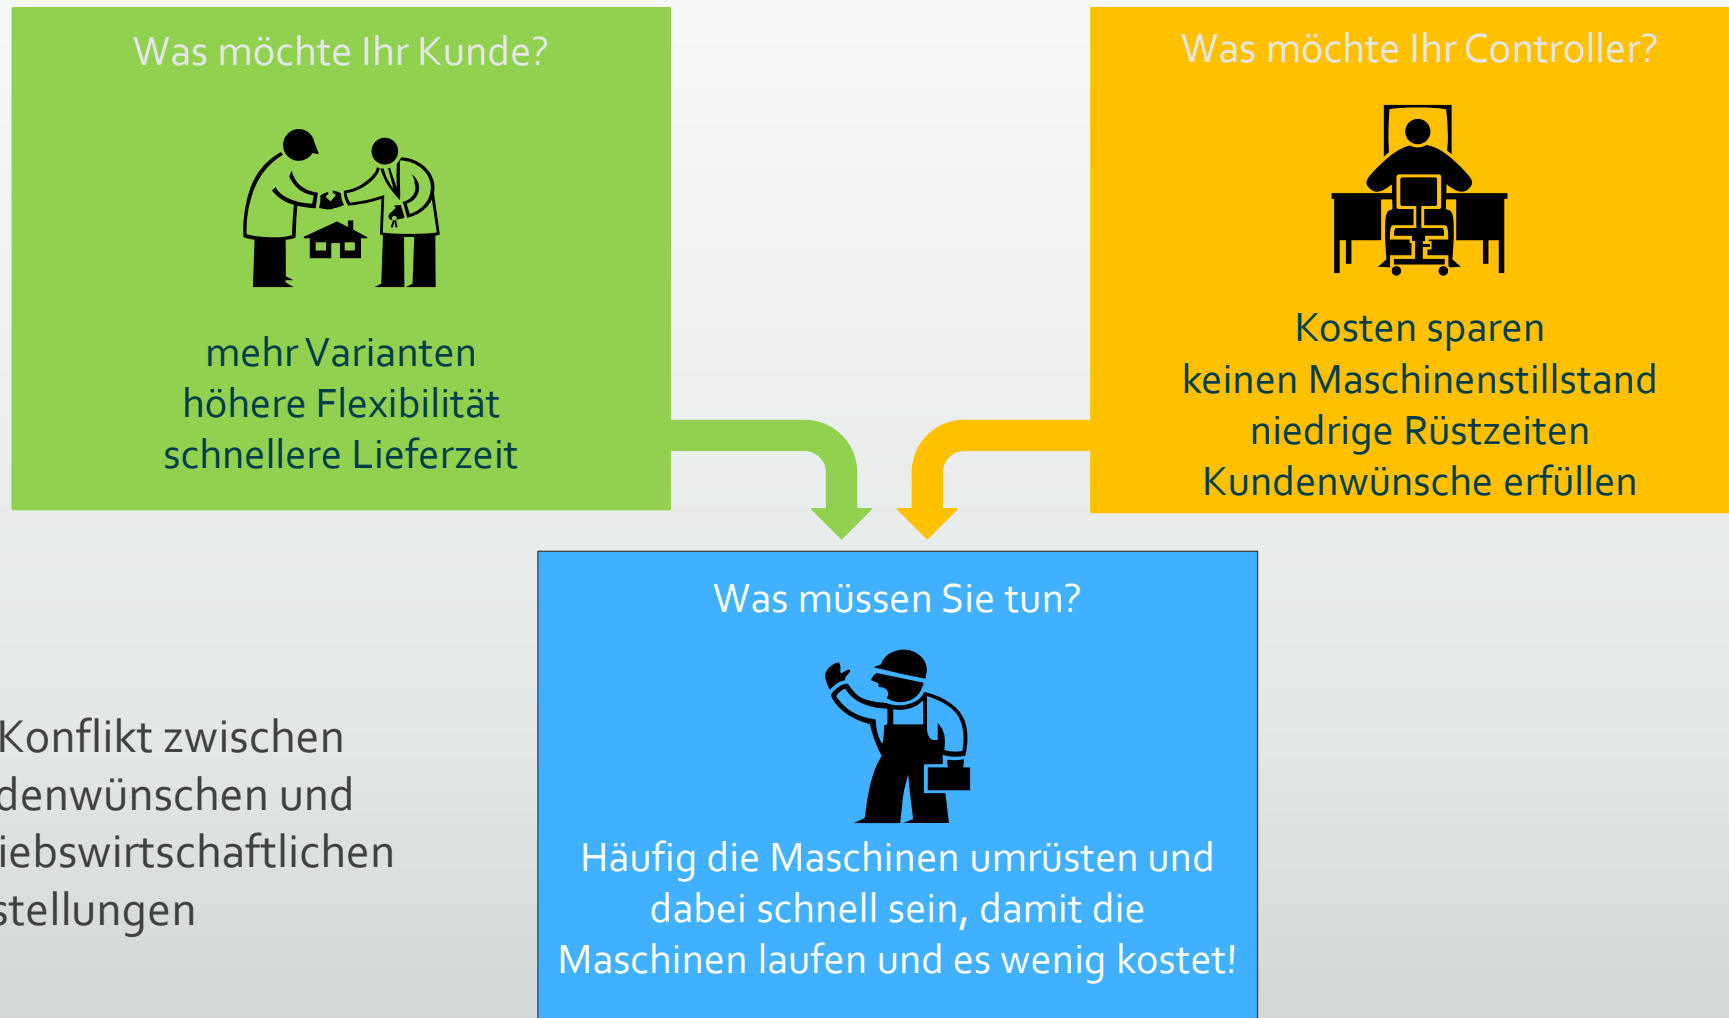 Was möchte Ihr Kunde?
mehr Varianten
höhere Flexibilität
schnellere Lieferzeit
Was möchte Ihr Controller?
Kosten sparen
keinen Maschinenstillstand
niedrige Rüstzeiten
Kundenwünsche erfüllen
Was müssen Sie tun?
Häufig die Maschinen umrüsten und
dabei schnell sein, damit die
Maschinen laufen und es wenig kostet!
Konflikt zwischen
denwünschen und
iebswirtschaftlichen
stellungen